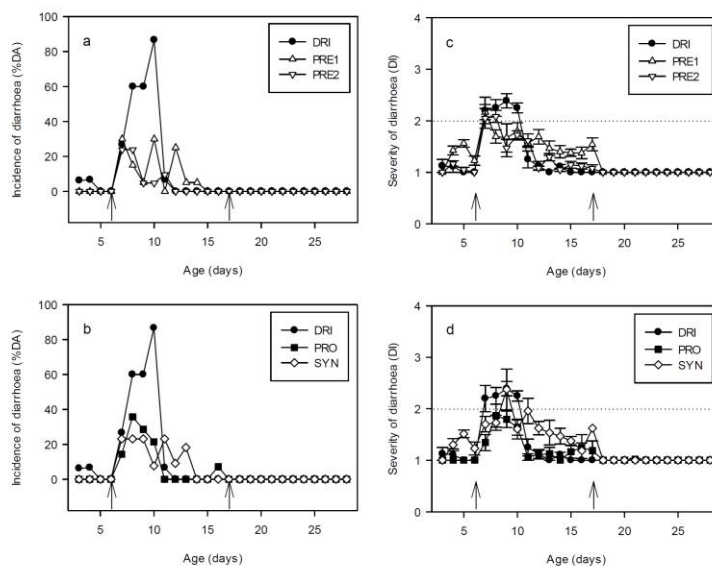 a
DRI
PRE1
PRE2
Incidence of diarrhoea (%DA)
100
80
60
40
20
0
5 10 15 20 25
Age (days)
c
DRI
PRE1
PRE2
Severity of diarrhoea (DI)
4
3
2
1
0
5 10 15 20 25
Age (days)
b
DRI
PRO
SYN
Incidence of diarrhoea (%DA)
100
80
60
40
20
0
5 10 15 20 25
Age (days)
d
DRI
PRO
SYN
Severity of diarrhoea (DI)
4
3
2
1
0
5 10 15 20 25
Age (days)